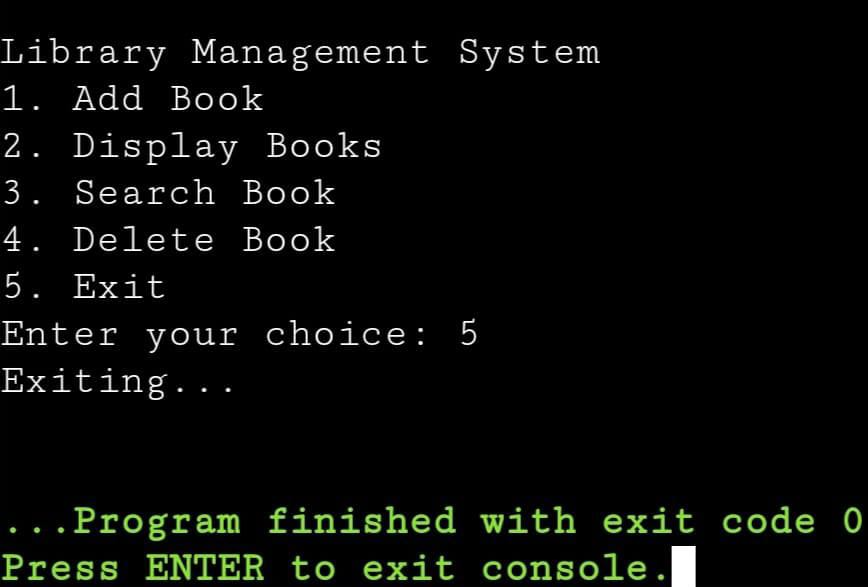 Library Management System
1. Add Book
2. Display Books
3. Search Book
4. Delete Book
5. Exit
Enter your choice: 5
Exiting...
...Program finished with exit code 0
Press ENTER to exit console.